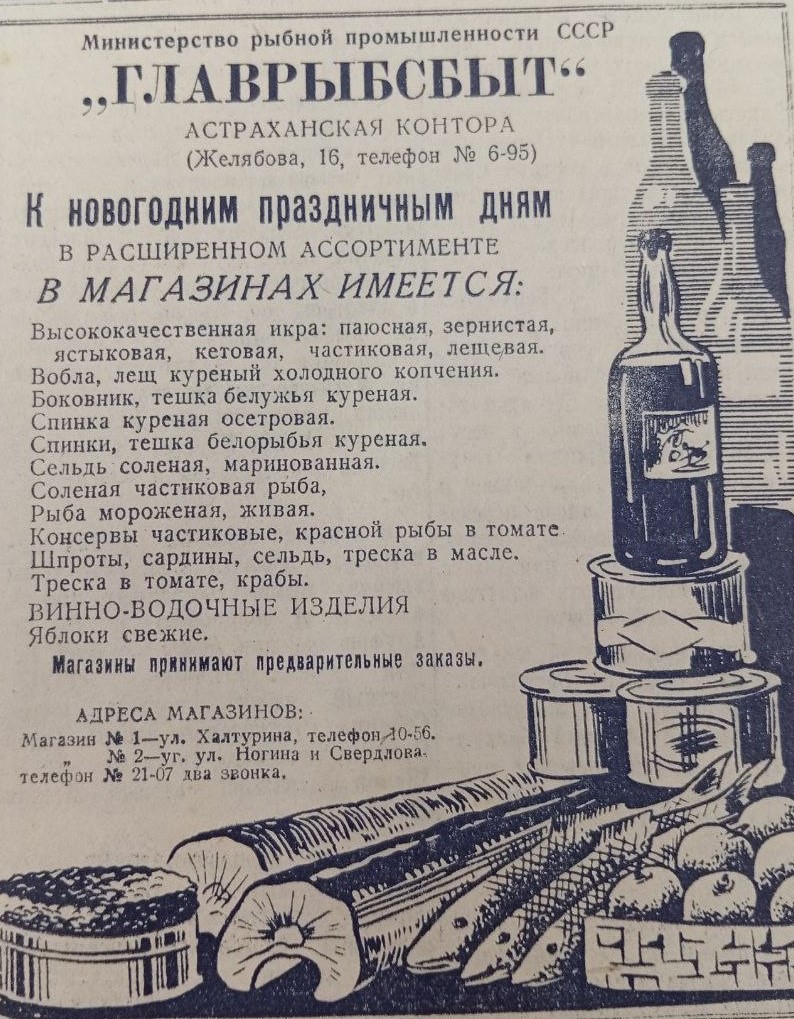 Министерство рыбной промышленности СССР
„ГЛАВРЫБСБЫТ“
АСТРАХАНСКАЯ КОНТОРА
(Желябова, 16, телефон № 6-95)
К новогодним праздничным дням
В РАСШИРЕННОМ АССОРТИМЕНТЕ
В МАГАЗИНАХ ИМЕЕТСЯ:
Высококачественная икра: паюсная, зернистая,
ястыковая, кетовая, частиковая, лещевая.
Вобла, лещ куреный холодного копчения.
Боковник, тешка белужья куреная.
Спинка куреная осетровая.
Спинки, тешка белорыбья куреная.
Сельдь соленая, маринованная.
Соленая частиковая рыба,
Рыба мороженая, живая.
Консервы частиковые, красной рыбы в томате
Шпроты, сардины, сельдь, треска в масле.
Треска в томате, крабы.
ВИННО-ВОДОЧНЫЕ ИЗДЕЛИЯ
Яблоки свежие.
Магазины принимают предварительные заказы.
АДРЕСА МАГАЗИНОВ:
Магазин № 1—ул. Халтурина, телефон 10-56.
„ № 2—уг. ул. Ногина и Свердлова.
телефон № 21-07 два звонка.